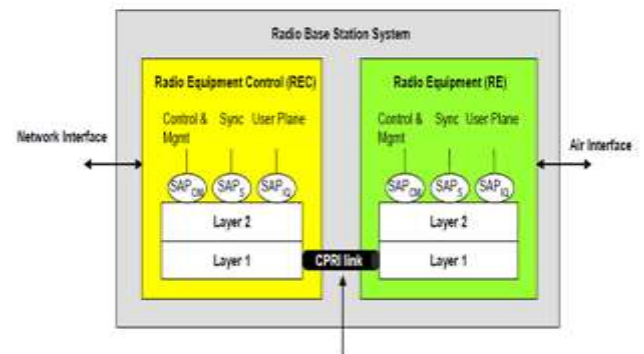 Radio Base Station System
Radio Equipment Control (REC)
Radio Equipment (RE)
Network Interface
Air Interface
Control & Mgmt
Sync
User Plane
Control & Mgmt
Sync
User Plane
SAP CM
SAP S
SAP IQ
SAP CM
SAP S
SAP IQ
Layer 2
Layer 2
Layer 1
CPRI link
Layer 1